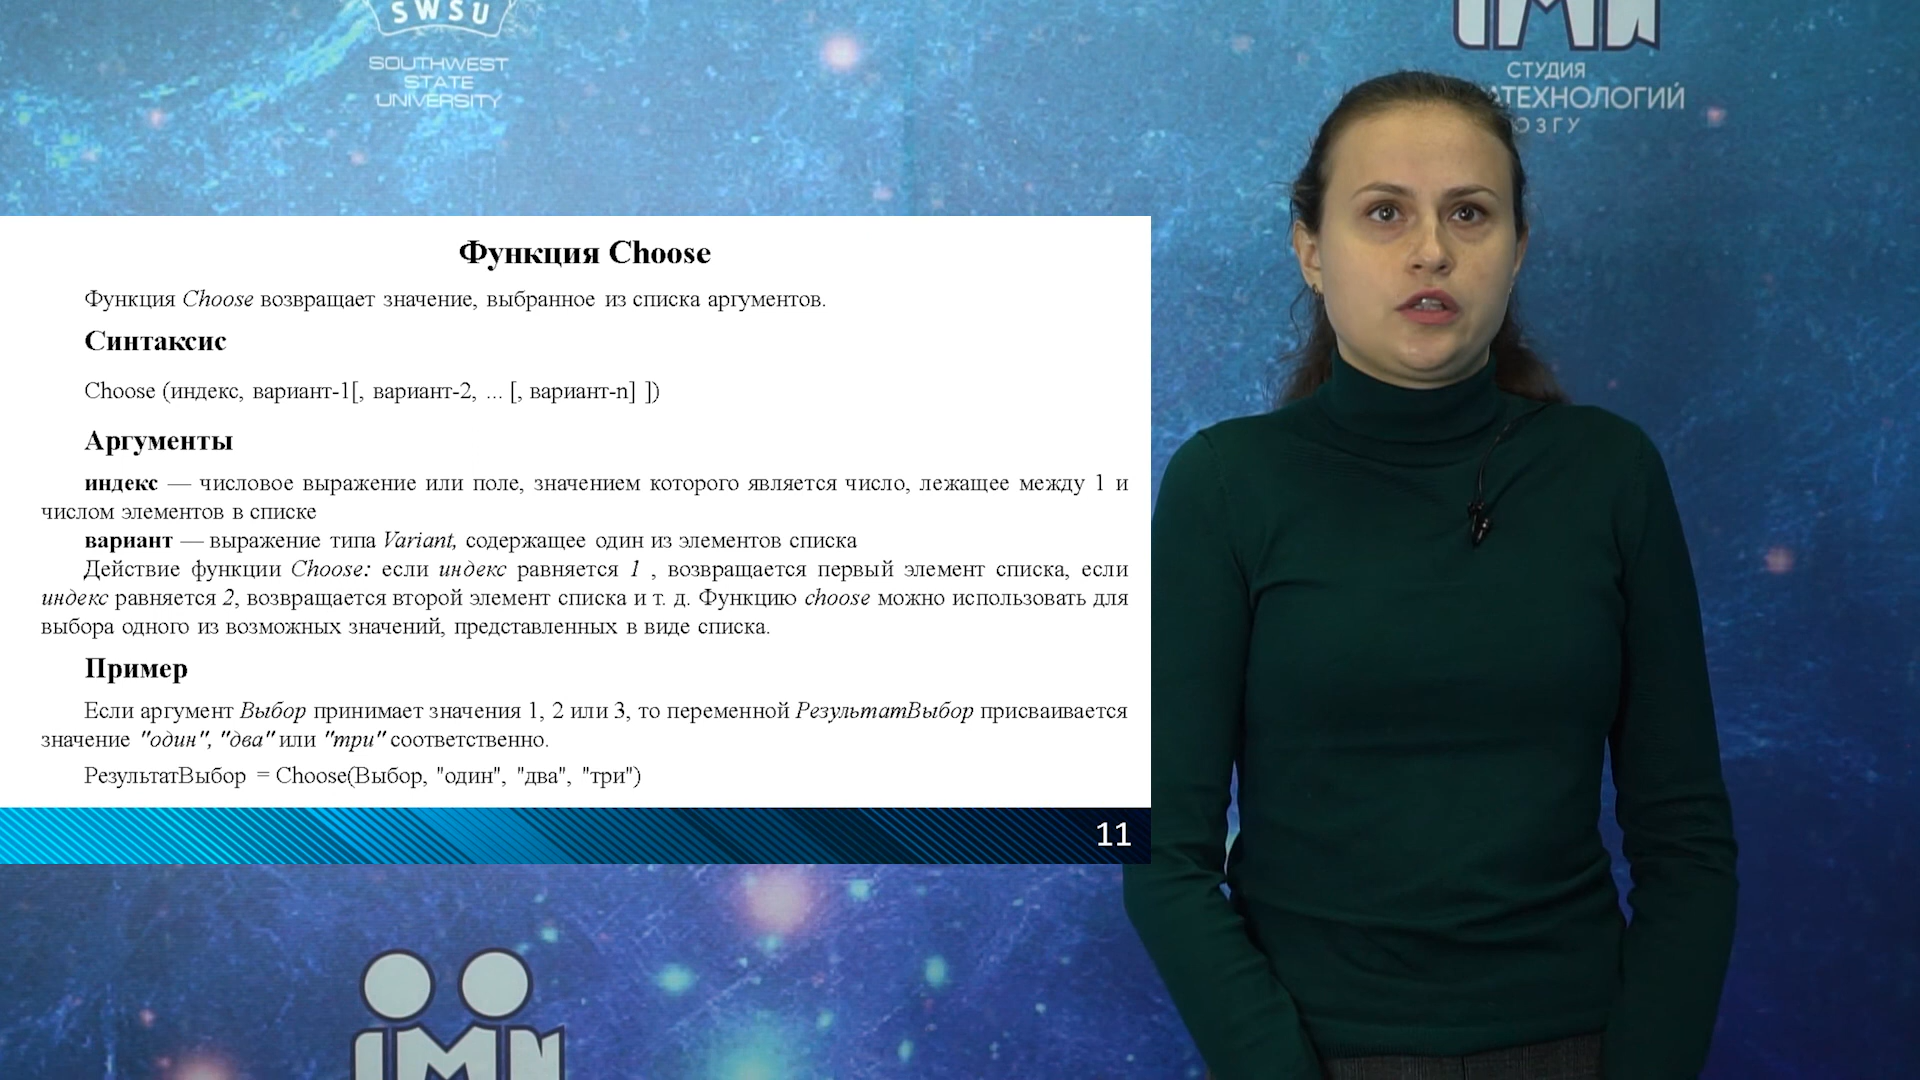 SWSU
SOUTHWEST
STATE
UNIVERSITY
СТУДИЯ
АТЕХНОЛОГИЙ
ЮЗГУ
Функция Choose
Функция Choose возвращает значение, выбранное из списка аргументов.
Синтаксис
Choose (индекс, вариант-1[, вариант-2, ... [, вариант-n] ])
Аргументы
индекс — числовое выражение или поле, значением которого является число, лежащее между 1 и
числом элементов в списке
вариант — выражение типа Variant, содержащее один из элементов списка
Действие функции Choose: если индекс равняется 1 , возвращается первый элемент списка, если
индекс равняется 2, возвращается второй элемент списка и т. д. Функцию choose можно использовать для
выбора одного из возможных значений, представленных в виде списка.
Пример
Если аргумент Выбор принимает значения 1, 2 или 3, то переменной РезультатВыбор присваивается
значение "один", "два" или "три" соответственно.
РезультатВыбор = Choose(Выбор, "один", "два", "три")
11